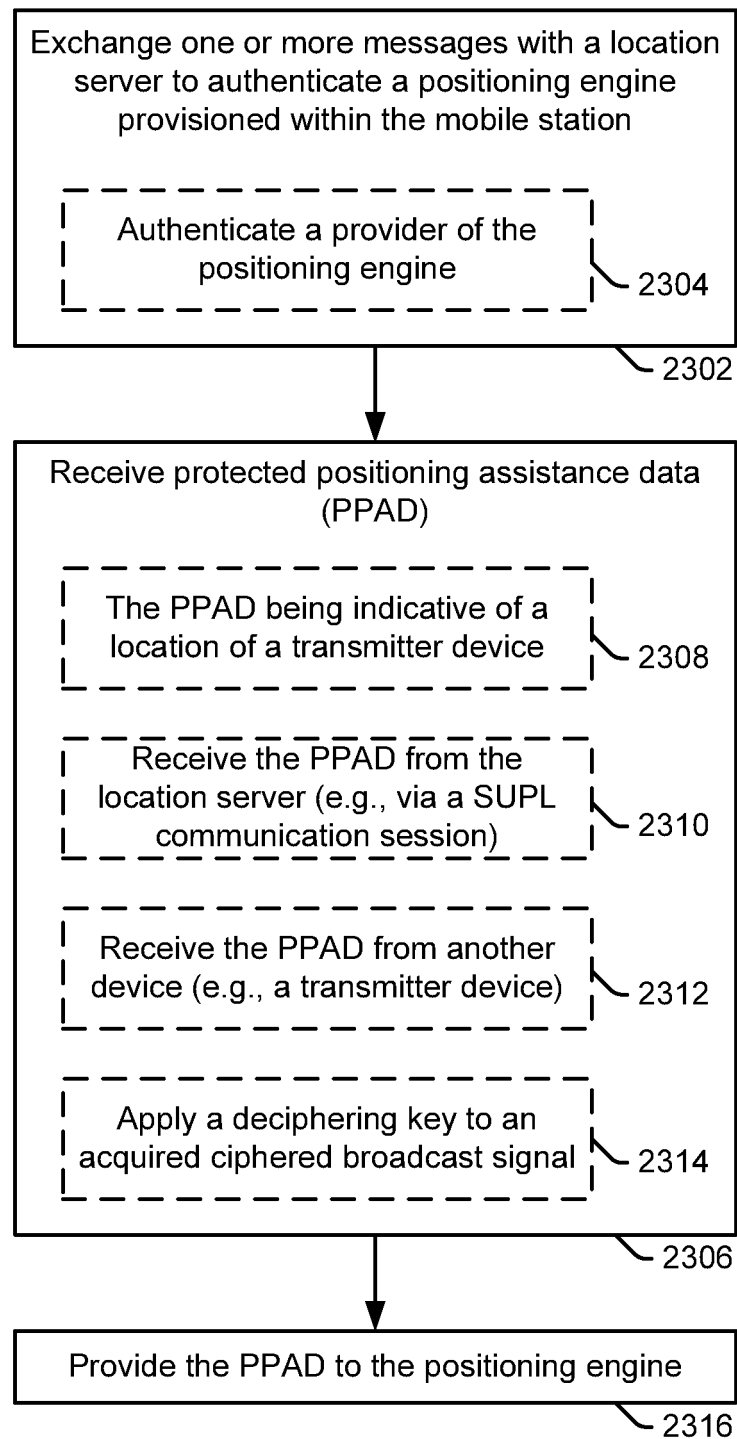 Exchange one or more messages with a location
server to authenticate a positioning engine
provisioned within the mobile station
Authenticate a provider of the
positioning engine
2304
2302
Receive protected positioning assistance data
(PPAD)
The PPAD being indicative of a
location of a transmitter device
2308
Receive the PPAD from the
location server (e.g., via a SUPL
communication session)
2310
Receive the PPAD from another
device (e.g., a transmitter device)
2312
Apply a deciphering key to an
acquired ciphered broadcast signal
2314
2306
Provide the PPAD to the positioning engine
2316